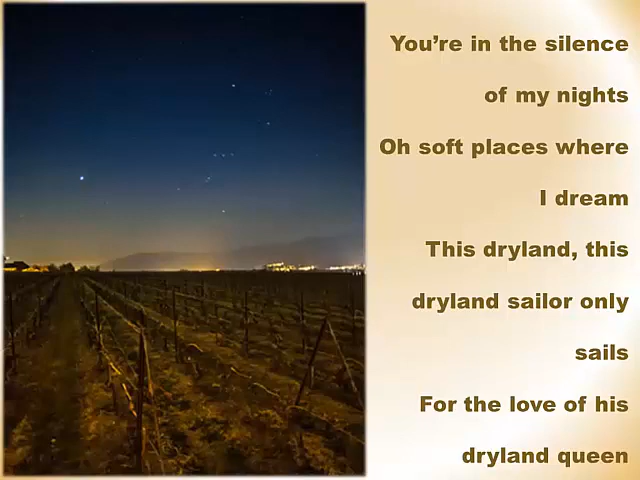 You’re in the silence
of my nights
Oh soft places where
I dream
This dryland, this
dryland sailor only
sails
For the love of his
dryland queen